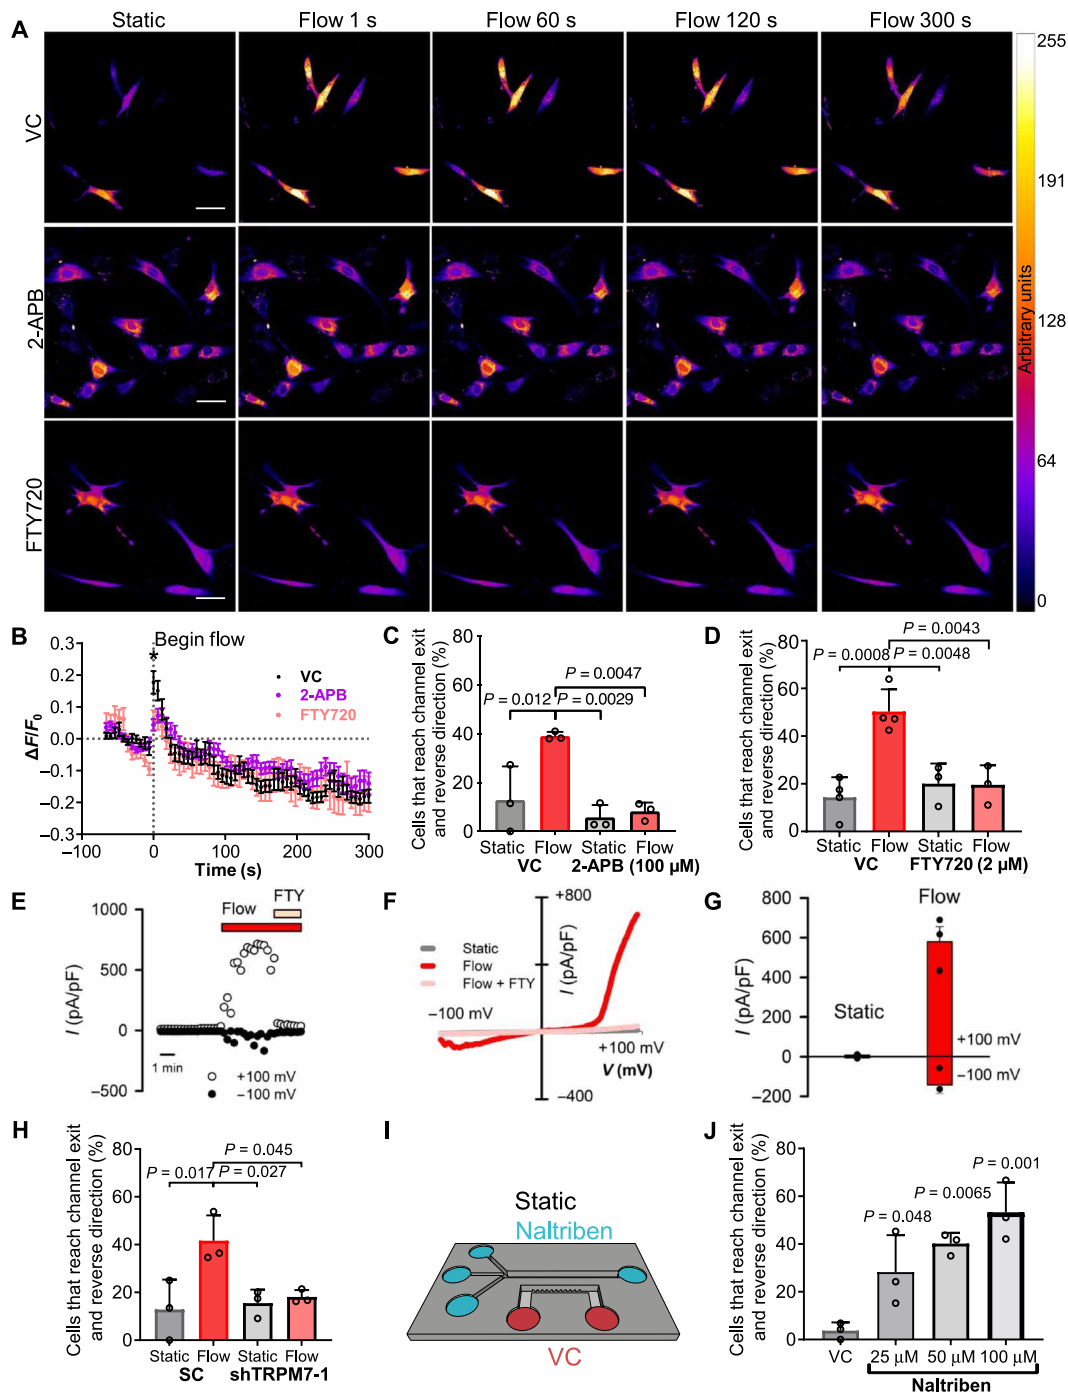 A
Static
Flow 1 s
Flow 60 s
Flow 120 s
Flow 300 s
VC
2-APB
FTY720
255
191
128
64
0
Arbitrary units
B
Begin flow
*
VC
2-APB
FTY720
0.3
0.2
0.1
0.0
−0.1
−0.2
−0.3
ΔF/F0
−100
0
100
200
300
Time (s)
C
Cells that reach channel exit
and reverse direction (%)
80
60
40
20
0
P = 0.0047
P = 0.012
P = 0.0029
Static
Flow
Static
Flow
VC
2-APB (100 μM)
D
Cells that reach channel exit
and reverse direction (%)
80
60
40
20
0
P = 0.0043
P = 0.0008
P = 0.0048
Static
Flow
Static
Flow
VC
FTY720 (2 μM)
E
FTY
Flow
1000
500
0
−500
I (pA/pF)
1 min
+100 mV
−100 mV
F
+800
I (pA/pF)
Static
Flow
Flow + FTY
−100 mV
+100 mV
V (mV)
−400
G
Flow
800
600
400
200
0
−200
I (pA/pF)
Static
+100 mV
−100 mV
H
Cells that reach channel exit
and reverse direction (%)
80
60
40
20
0
P = 0.045
P = 0.017
P = 0.027
Static
Flow
Static
Flow
SC
shTRPM7-1
I
Static
Naltriben
VC
J
Cells that reach channel exit
and reverse direction (%)
80
60
40
20
0
P = 0.001
P = 0.0065
P = 0.048
VC
25 μM
50 μM
100 μM
Naltriben